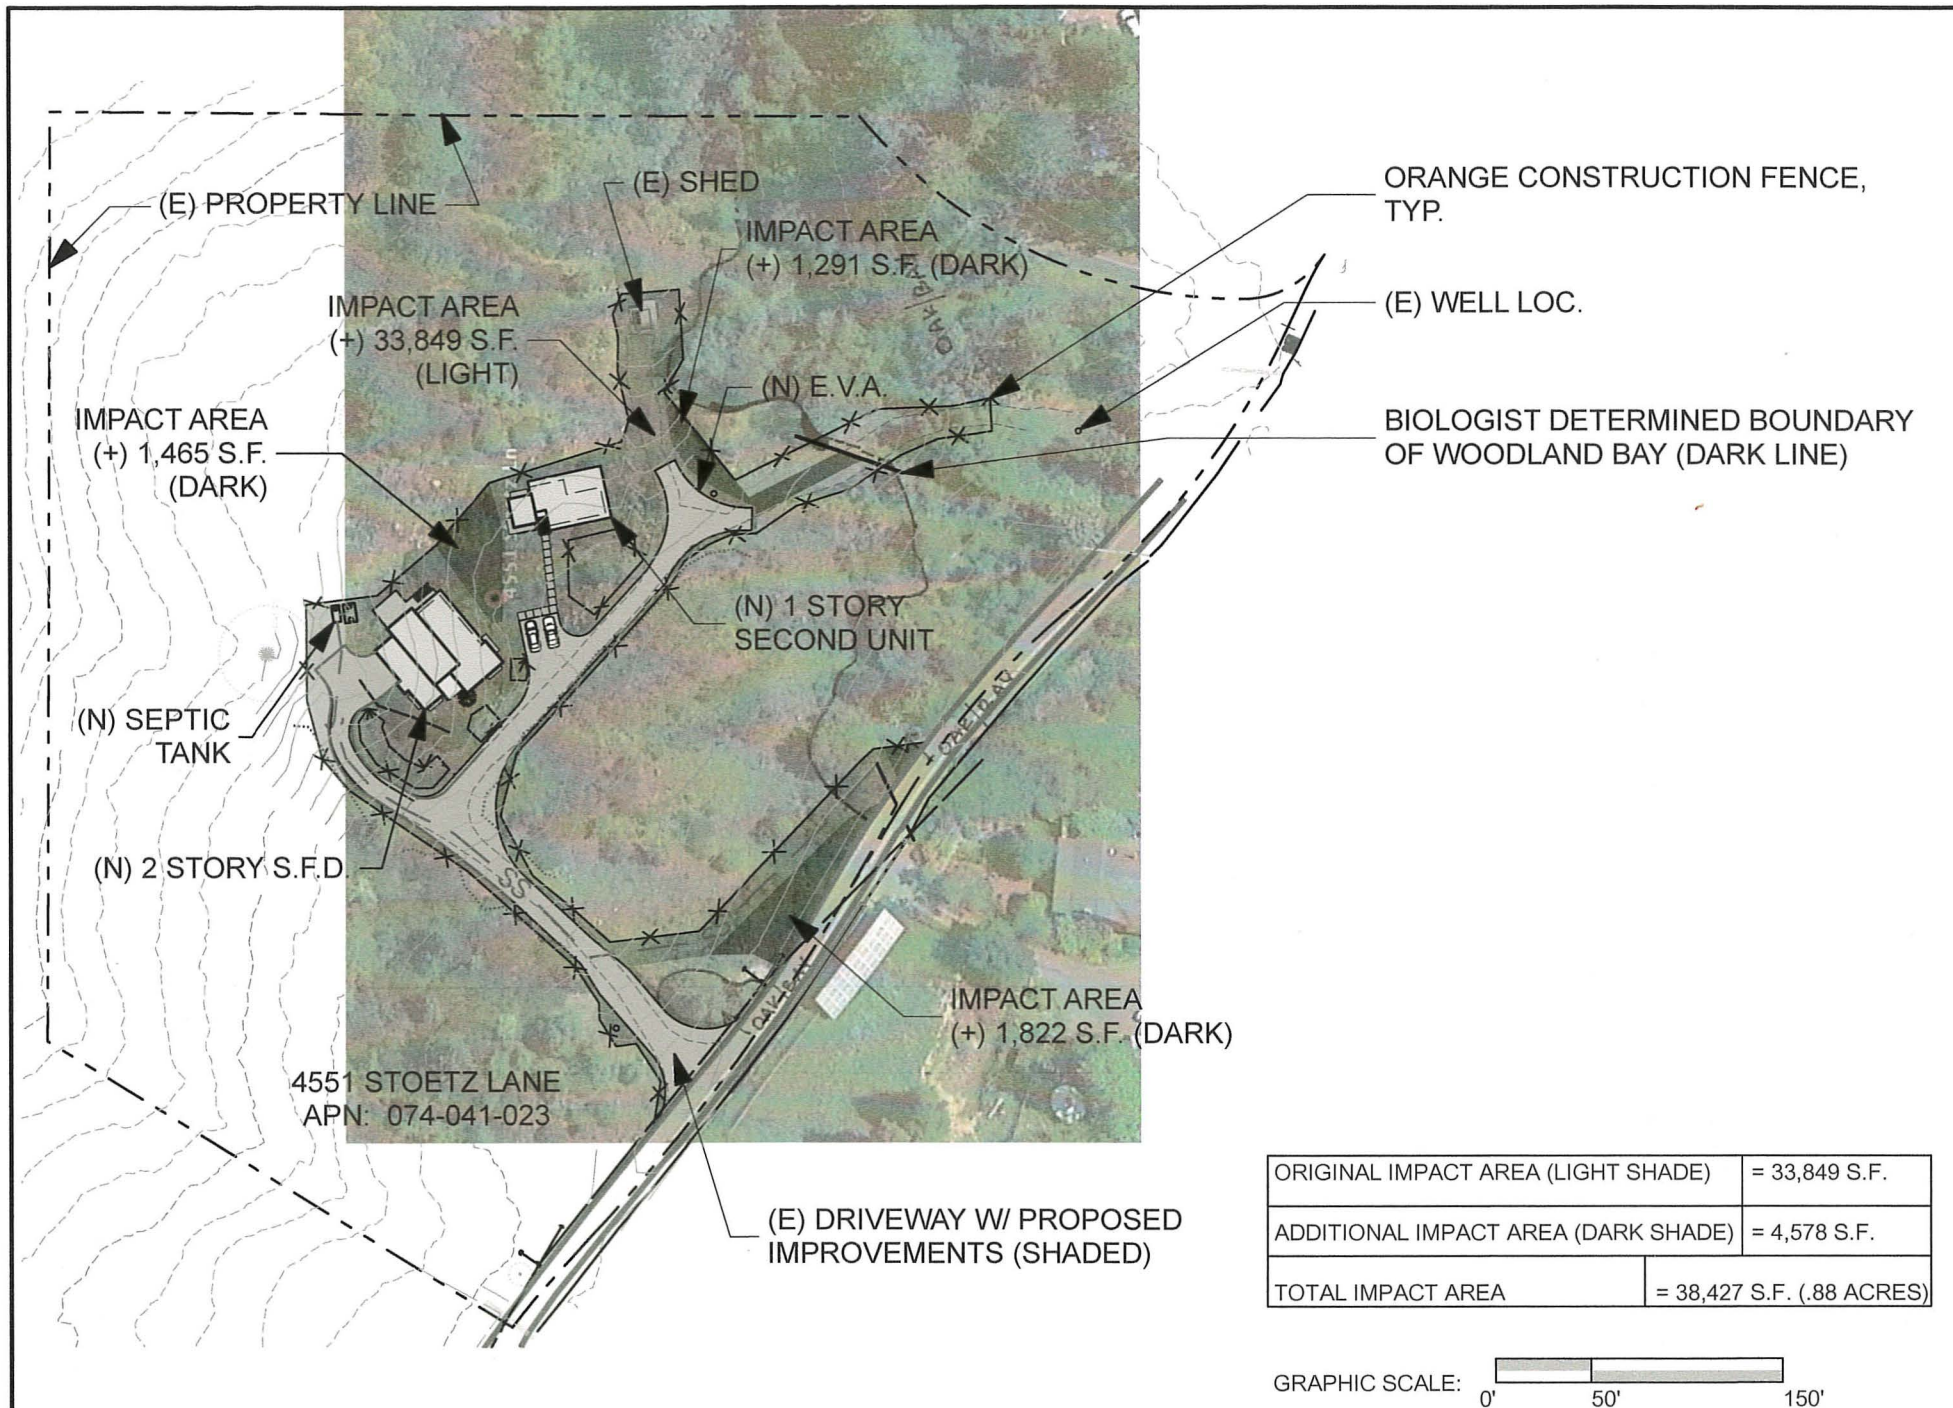 (E) PROPERTY LINE
(E) SHED
IMPACT AREA
(+) 1,291 S.F. (DARK)
ORANGE CONSTRUCTION FENCE,
TYP.
IMPACT AREA
(+) 33,849 S.F.
(LIGHT)
(E) WELL LOC.
(N) E.V.A.
IMPACT AREA
(+) 1,465 S.F.
(DARK)
BIOLOGIST DETERMINED BOUNDARY
OF WOODLAND BAY (DARK LINE)
(N) 1 STORY
SECOND UNIT
(N) SEPTIC
TANK
(N) 2 STORY S.F.D.
SS
IMPACT AREA
(+) 1,822 S.F. (DARK)
4551 STOETZ LANE
APN: 074-041-023
(E) DRIVEWAY W/ PROPOSED
IMPROVEMENTS (SHADED)
ORIGINAL IMPACT AREA (LIGHT SHADE) = 33,849 S.F.
ADDITIONAL IMPACT AREA (DARK SHADE) = 4,578 S.F.
TOTAL IMPACT AREA = 38,427 S.F. (.88 ACRES)
GRAPHIC SCALE:
0' 50' 150'